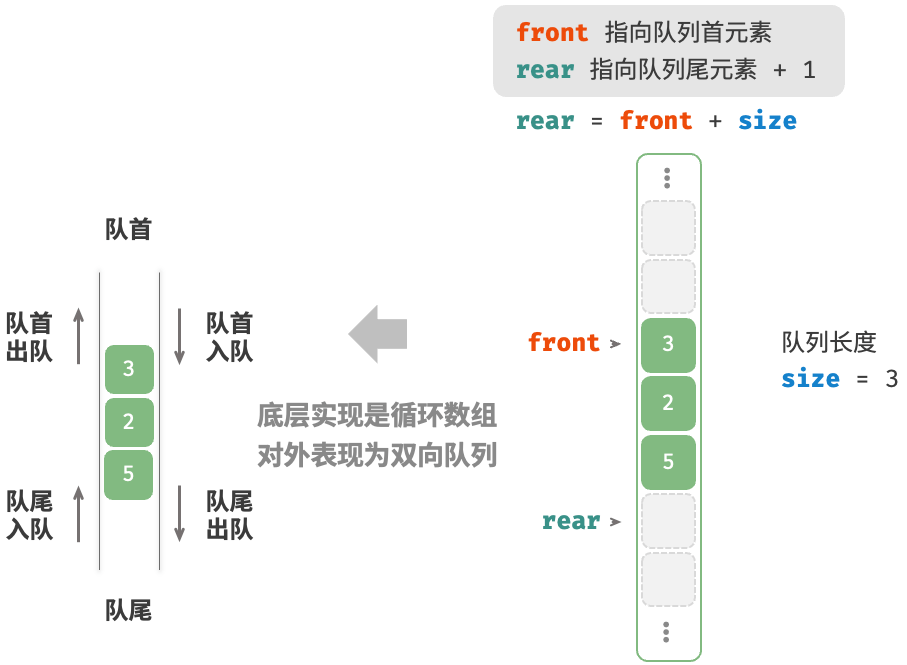 front 指向队列首元素
rear 指向队列尾元素 + 1
rear = front + size
队首
队首
出队
队首
入队
3
2
5
队尾
入队
队尾
出队
队尾
底层实现是循环数组
对外表现为双向队列
front
3
2
5
rear
队列长度
size = 3